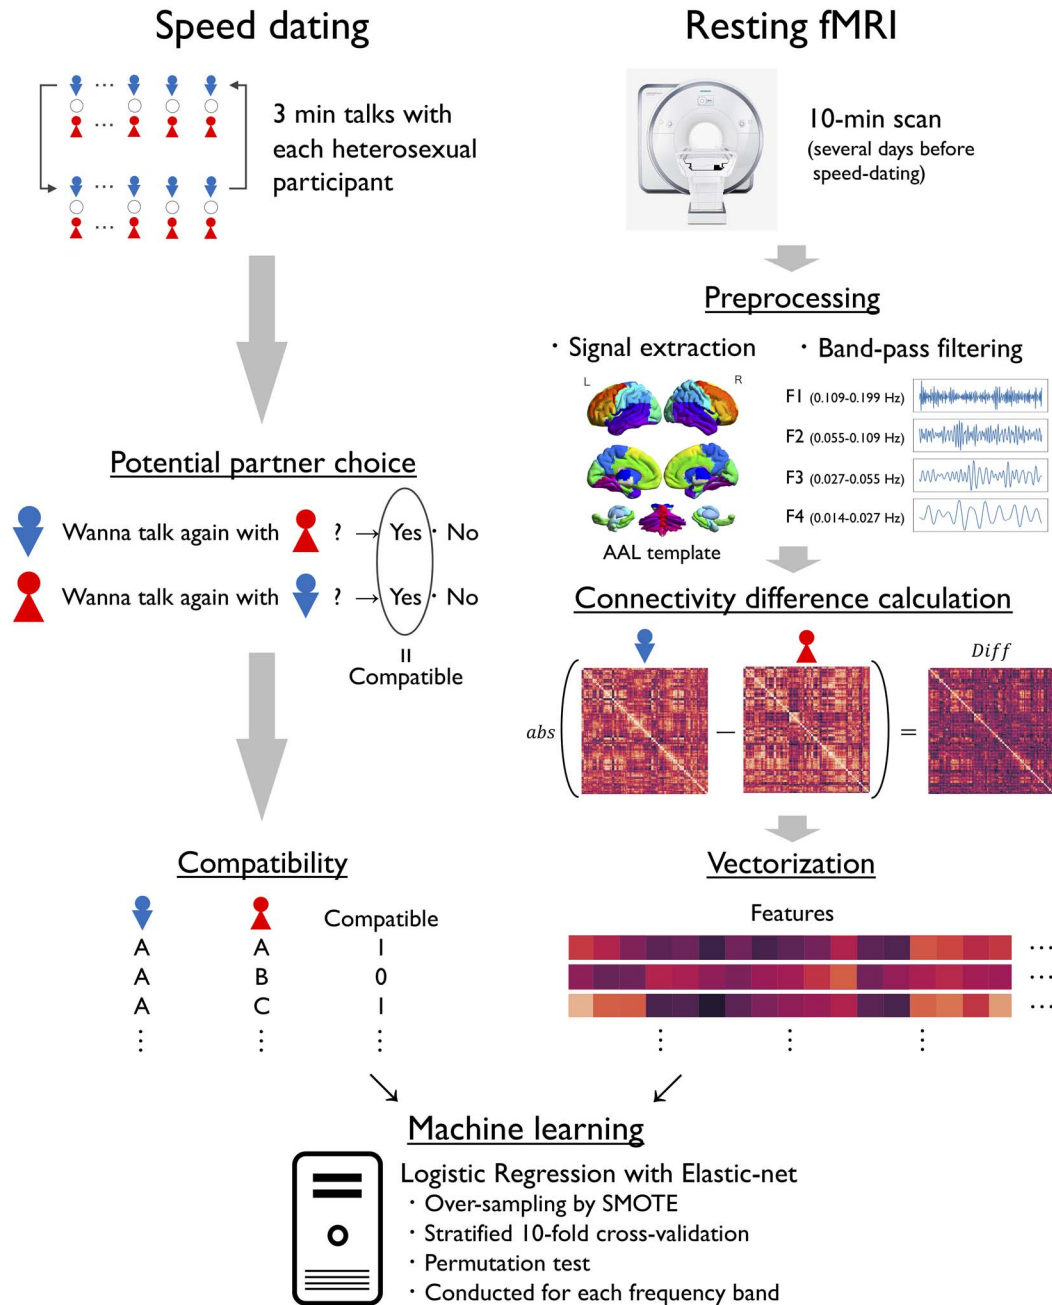 Speed dating
3 min talks with
each heterosexual
participant
Potential partner choice
Wanna talk again with ? → Yes · No
Wanna talk again with ? → Yes · No
=
Compatible
Compatibility
Compatible
A A 1
A B 0
A C 1
Resting fMRI
10-min scan
(several days before
speed-dating)
Preprocessing
· Signal extraction
L R
AAL template
· Band-pass filtering
F1 (0.109-0.199 Hz)
F2 (0.055-0.109 Hz)
F3 (0.027-0.055 Hz)
F4 (0.014-0.027 Hz)
Connectivity difference calculation
abs ( − ) = Diff
Vectorization
Features
Machine learning
Logistic Regression with Elastic-net
· Over-sampling by SMOTE
· Stratified 10-fold cross-validation
· Permutation test
· Conducted for each frequency band